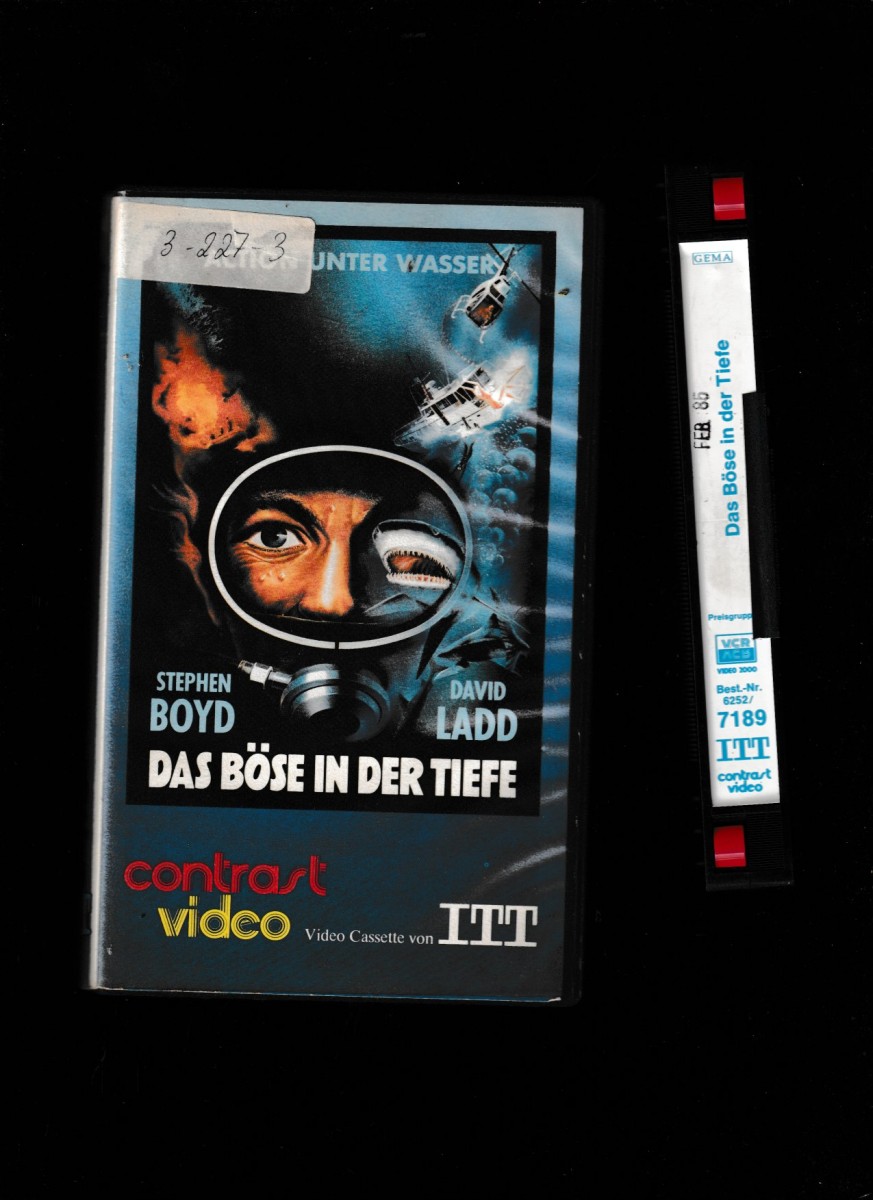 3-227-3
ACTION UNTER WASSER
STEPHEN
BOYD
DAVID
LADD
DAS BÖSE IN DER TIEFE
contrast
video
Video Cassette von ITT
GEMA
FEB 85
Das Böse in der Tiefe
VCR
VIDEO 2000
Best.-Nr.
6252/
7189
ITT
contrast
video